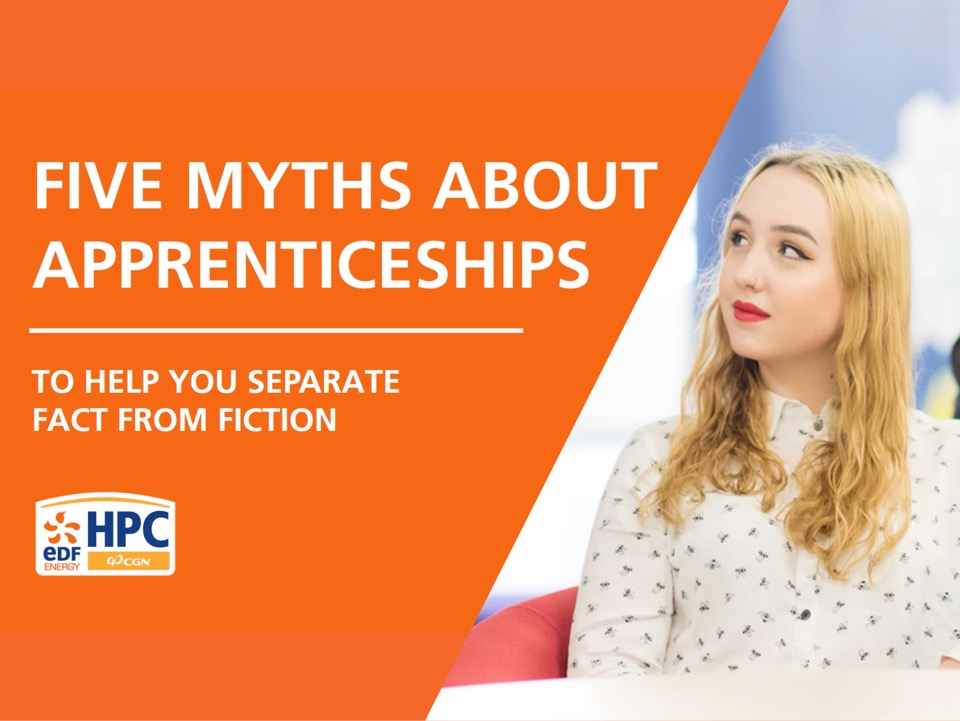 FIVE MYTHS ABOUT
APPRENTICESHIPS
TO HELP YOU SEPARATE
FACT FROM FICTION
eDF
ENERGY
HPC
CGN